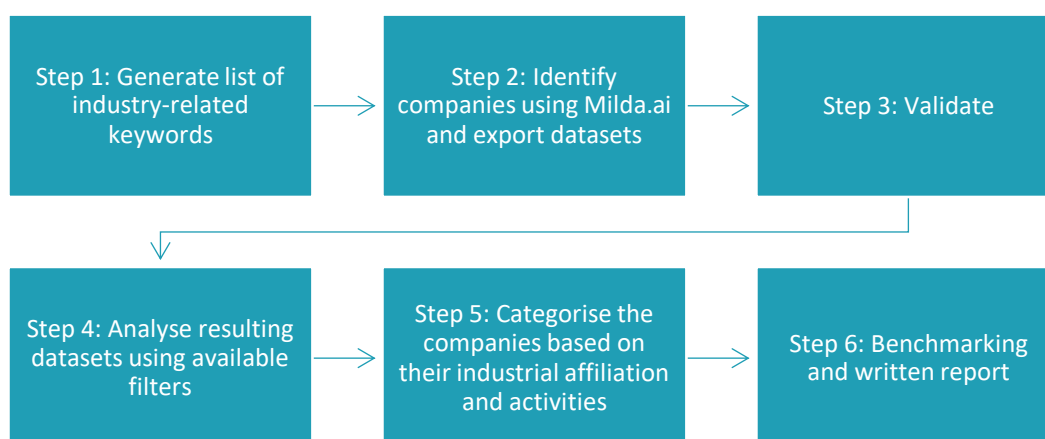 Step 1: Generate list of
industry-related
keywords
Step 2: Identify
companies using Milda.ai
and export datasets
Step 3: Validate
Step 4: Analyse resulting
datasets using available
filters
Step 5: Categorise the
companies based on
their industrial affiliation
and activities
Step 6: Benchmarking
and written report